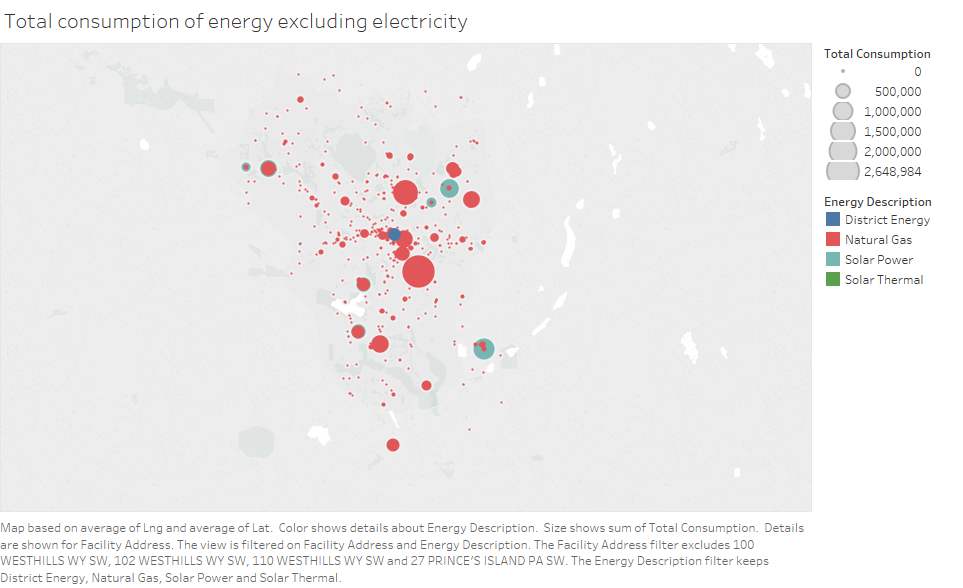 Total consumption of energy excluding electricity
Total Consumption
0
500,000
1,000,000
1,500,000
2,000,000
2,648,984
Energy Description
District Energy
Natural Gas
Solar Power
Solar Thermal
Map based on average of Lng and average of Lat.  Color shows details about Energy Description.  Size shows sum of Total Consumption.  Details
are shown for Facility Address. The view is filtered on Facility Address and Energy Description. The Facility Address filter excludes 100
WESTHILLS WY SW, 102 WESTHILLS WY SW, 110 WESTHILLS WY SW and 27 PRINCE'S ISLAND PA SW. The Energy Description filter keeps
District Energy, Natural Gas, Solar Power and Solar Thermal.